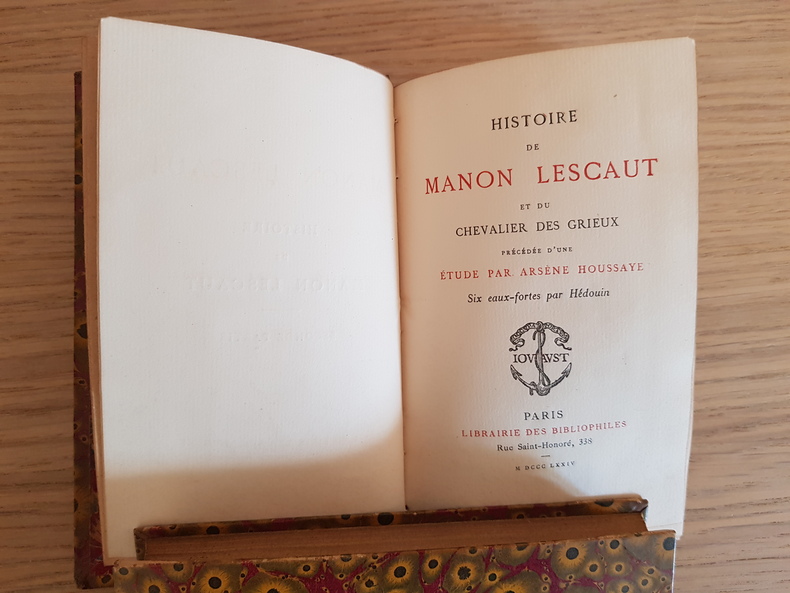 HISTOIRE
DE
MANON LESCAUT
ET DU
CHEVALIER DES GRIEUX
PRÉCÉDÉE D'UNE
ÉTUDE PAR ARSÈNE HOUSSAYE
Six eaux-fortes par Hédouin
IOVAVST
PARIS
LIBRAIRIE DES BIBLIOPHILES
Rue Saint-Honoré, 338
M DCCC LXXIV